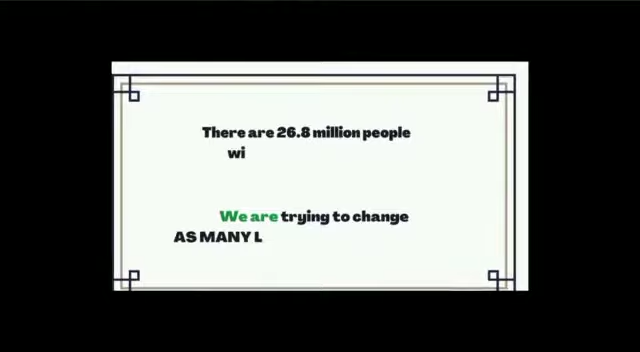 There are 26.8 million people
wi
We are trying to change
AS MANY L